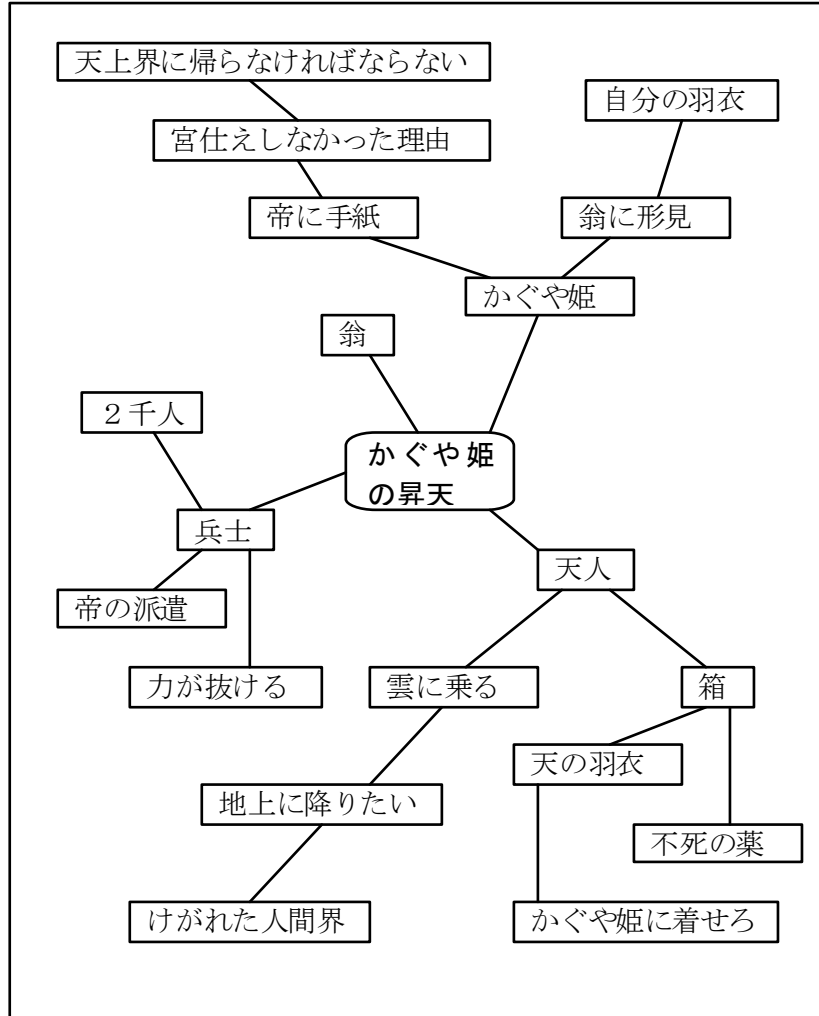 天上界に帰らなければならない
自分の羽衣
宮仕えしなかった理由
帝に手紙
翁に形見
かぐや姫
翁
２千人
かぐや姫
の昇天
兵士
天人
帝の派遣
力が抜ける
雲に乗る
箱
天の羽衣
地上に降りたい
不死の薬
けがれた人間界
かぐや姫に着せろ